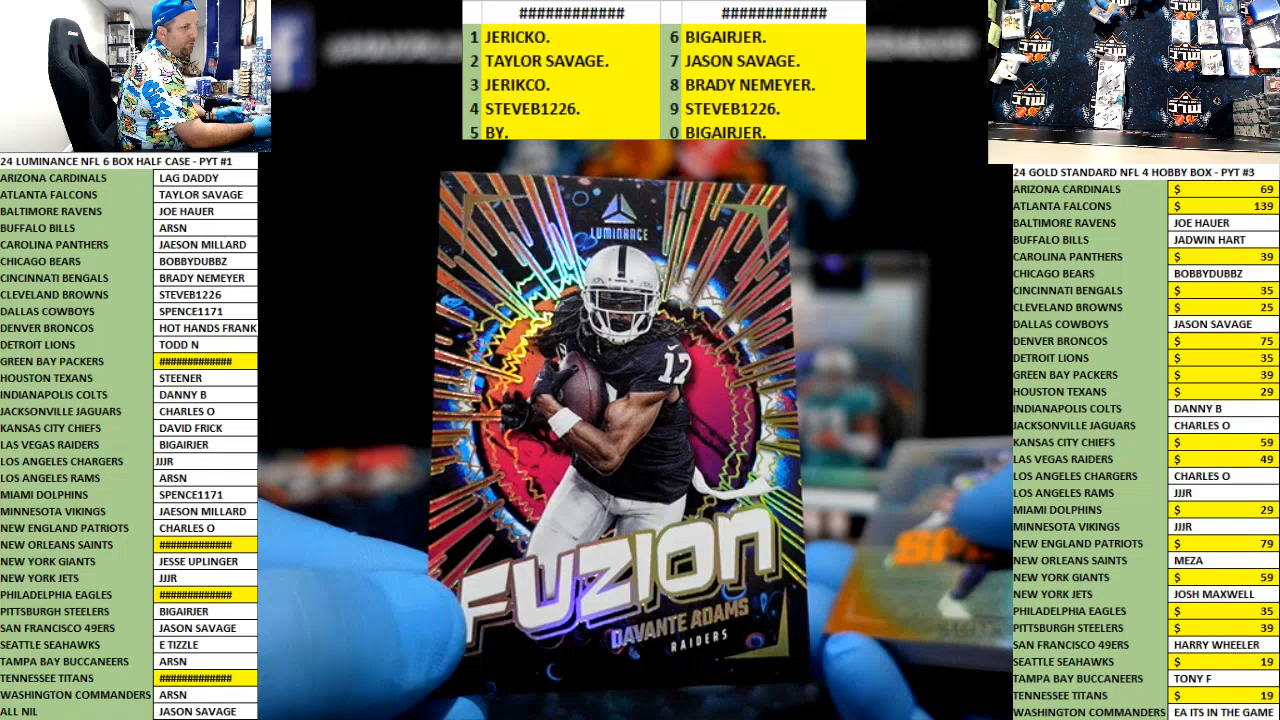 ############ ############
1 JERICKO. 6 BIGAIRJER.
2 TAYLOR SAVAGE. 7 JASON SAVAGE.
3 JERIKCO. 8 BRADY NEMEYER.
4 STEVEB1226. 9 STEVEB1226.
5 BY. 0 BIGAIRJER.
24 LUMINANCE NFL 6 BOX HALF CASE - PYT #1
ARIZONA CARDINALS LAG DADDY
ATLANTA FALCONS TAYLOR SAVAGE
BALTIMORE RAVENS JOE HAUER
BUFFALO BILLS ARSN
CAROLINA PANTHERS JAESON MILLARD
CHICAGO BEARS BOBBYDUBBZ
CINCINNATI BENGALS BRADY NEMEYER
CLEVELAND BROWNS STEVEB1226
DALLAS COWBOYS SPENCE1171
DENVER BRONCOS HOT HANDS FRANK
DETROIT LIONS TODD N
GREEN BAY PACKERS #############
HOUSTON TEXANS STEENER
INDIANAPOLIS COLTS DANNY B
JACKSONVILLE JAGUARS CHARLES O
KANSAS CITY CHIEFS DAVID FRICK
LAS VEGAS RAIDERS BIGAIRJER
LOS ANGELES CHARGERS JJJR
LOS ANGELES RAMS ARSN
MIAMI DOLPHINS SPENCE1171
MINNESOTA VIKINGS JAESON MILLARD
NEW ENGLAND PATRIOTS CHARLES O
NEW ORLEANS SAINTS #############
NEW YORK GIANTS JESSE UPLINGER
NEW YORK JETS JJJR
PHILADELPHIA EAGLES #############
PITTSBURGH STEELERS BIGAIRJER
SAN FRANCISCO 49ERS JASON SAVAGE
SEATTLE SEAHAWKS E TIZZLE
TAMPA BAY BUCCANEERS ARSN
TENNESSEE TITANS #############
WASHINGTON COMMANDERS ARSN
ALL NIL JASON SAVAGE
LUMINANCE
17
FUZION
DAVANTE ADAMS
RAIDERS
24 GOLD STANDARD NFL 4 HOBBY BOX - PYT #3
ARIZONA CARDINALS $ 69
ATLANTA FALCONS $ 139
BALTIMORE RAVENS JOE HAUER
BUFFALO BILLS JADWIN HART
CAROLINA PANTHERS $ 39
CHICAGO BEARS BOBBYDUBBZ
CINCINNATI BENGALS $ 35
CLEVELAND BROWNS $ 25
DALLAS COWBOYS JASON SAVAGE
DENVER BRONCOS $ 75
DETROIT LIONS $ 35
GREEN BAY PACKERS $ 39
HOUSTON TEXANS $ 29
INDIANAPOLIS COLTS DANNY B
JACKSONVILLE JAGUARS CHARLES O
KANSAS CITY CHIEFS $ 59
LAS VEGAS RAIDERS $ 49
LOS ANGELES CHARGERS CHARLES O
LOS ANGELES RAMS JJJR
MIAMI DOLPHINS $ 29
MINNESOTA VIKINGS JJJR
NEW ENGLAND PATRIOTS $ 79
NEW ORLEANS SAINTS MEZA
NEW YORK GIANTS $ 59
NEW YORK JETS JOSH MAXWELL
PHILADELPHIA EAGLES $ 35
PITTSBURGH STEELERS $ 39
SAN FRANCISCO 49ERS HARRY WHEELER
SEATTLE SEAHAWKS $ 19
TAMPA BAY BUCCANEERS TONY F
TENNESSEE TITANS $ 19
WASHINGTON COMMANDERS EA ITS IN THE GAME